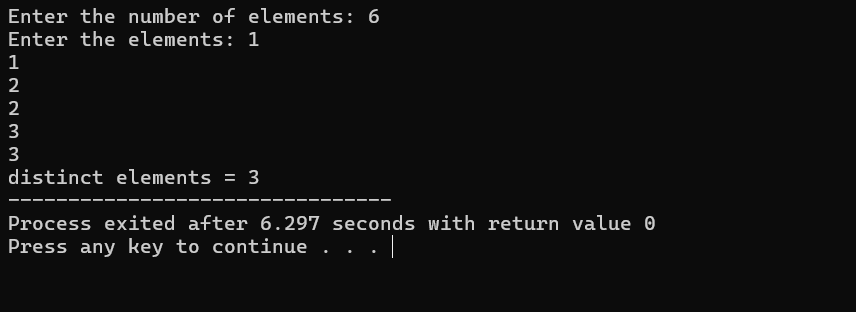 Enter the number of elements: 6
Enter the elements: 1
1
2
2
3
3
distinct elements = 3
--------------------------------
Process exited after 6.297 seconds with return value 0
Press any key to continue . . .